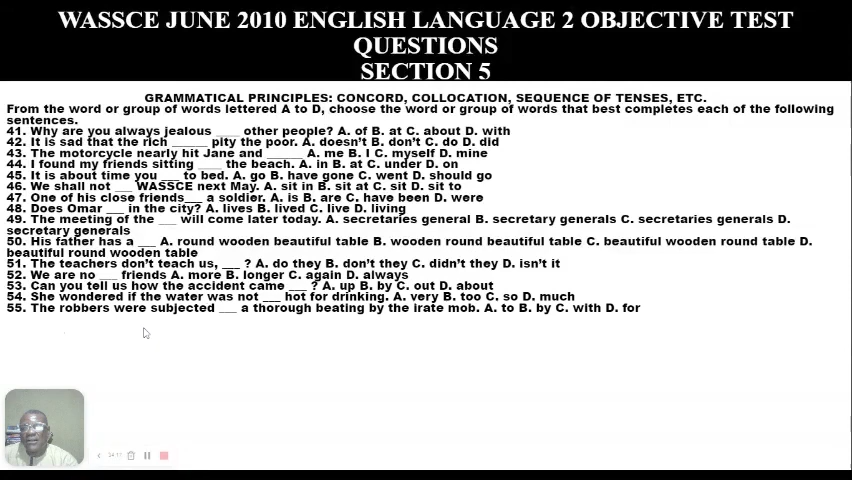 WASSCE JUNE 2010 ENGLISH LANGUAGE 2 OBJECTIVE TEST
QUESTIONS
SECTION 5
GRAMMATICAL PRINCIPLES: CONCORD, COLLOCATION, SEQUENCE OF TENSES, ETC.
From the word or group of words lettered A to D, choose the word or group of words that best completes each of the following
sentences.
41. Why are you always jealous ____ other people? A. of B. at C. about D. with
42. It is sad that the rich ______ pity the poor. A. doesn't B. don't C. do D. did
43. The motorcycle nearly hit Jane and ______ A. me B. I C. myself D. mine
44. I found my friends sitting ____ the beach. A. in B. at C. under D. on
45. It is about time you ___ to bed. A. go B. have gone C. went D. should go
46. We shall not ___ WASSCE next May. A. sit in B. sit at C. sit D. sit to
47. One of his close friends___ a soldier. A. is B. are C. have been D. were
48. Does Omar ___ in the city? A. lives B. lived C. live D. living
49. The meeting of the ___ will come later today. A. secretaries general B. secretary generals C. secretaries generals D.
secretary generals
50. His father has a ___ A. round wooden beautiful table B. wooden round beautiful table C. beautiful wooden round table D.
beautiful round wooden table
51. The teachers don't teach us, ___ ? A. do they B. don't they C. didn't they D. isn't it
52. We are no ___ friends A. more B. longer C. again D. always
53. Can you tell us how the accident came ___ ? A. up B. by C. out D. about
54. She wondered if the water was not ___ hot for drinking. A. very B. too C. so D. much
55. The robbers were subjected ___ a thorough beating by the irate mob. A. to B. by C. with D. for